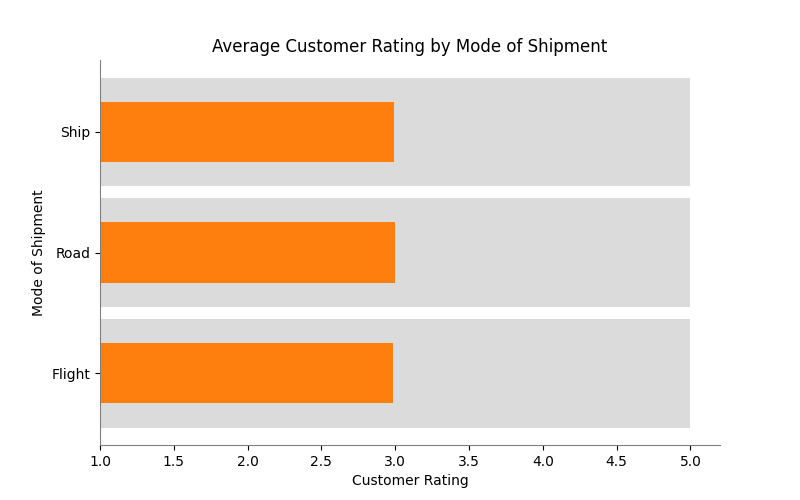 Average Customer Rating by Mode of Shipment
Mode of Shipment
Ship
Road
Flight
1.0 1.5 2.0 2.5 3.0 3.5 4.0 4.5 5.0
Customer Rating